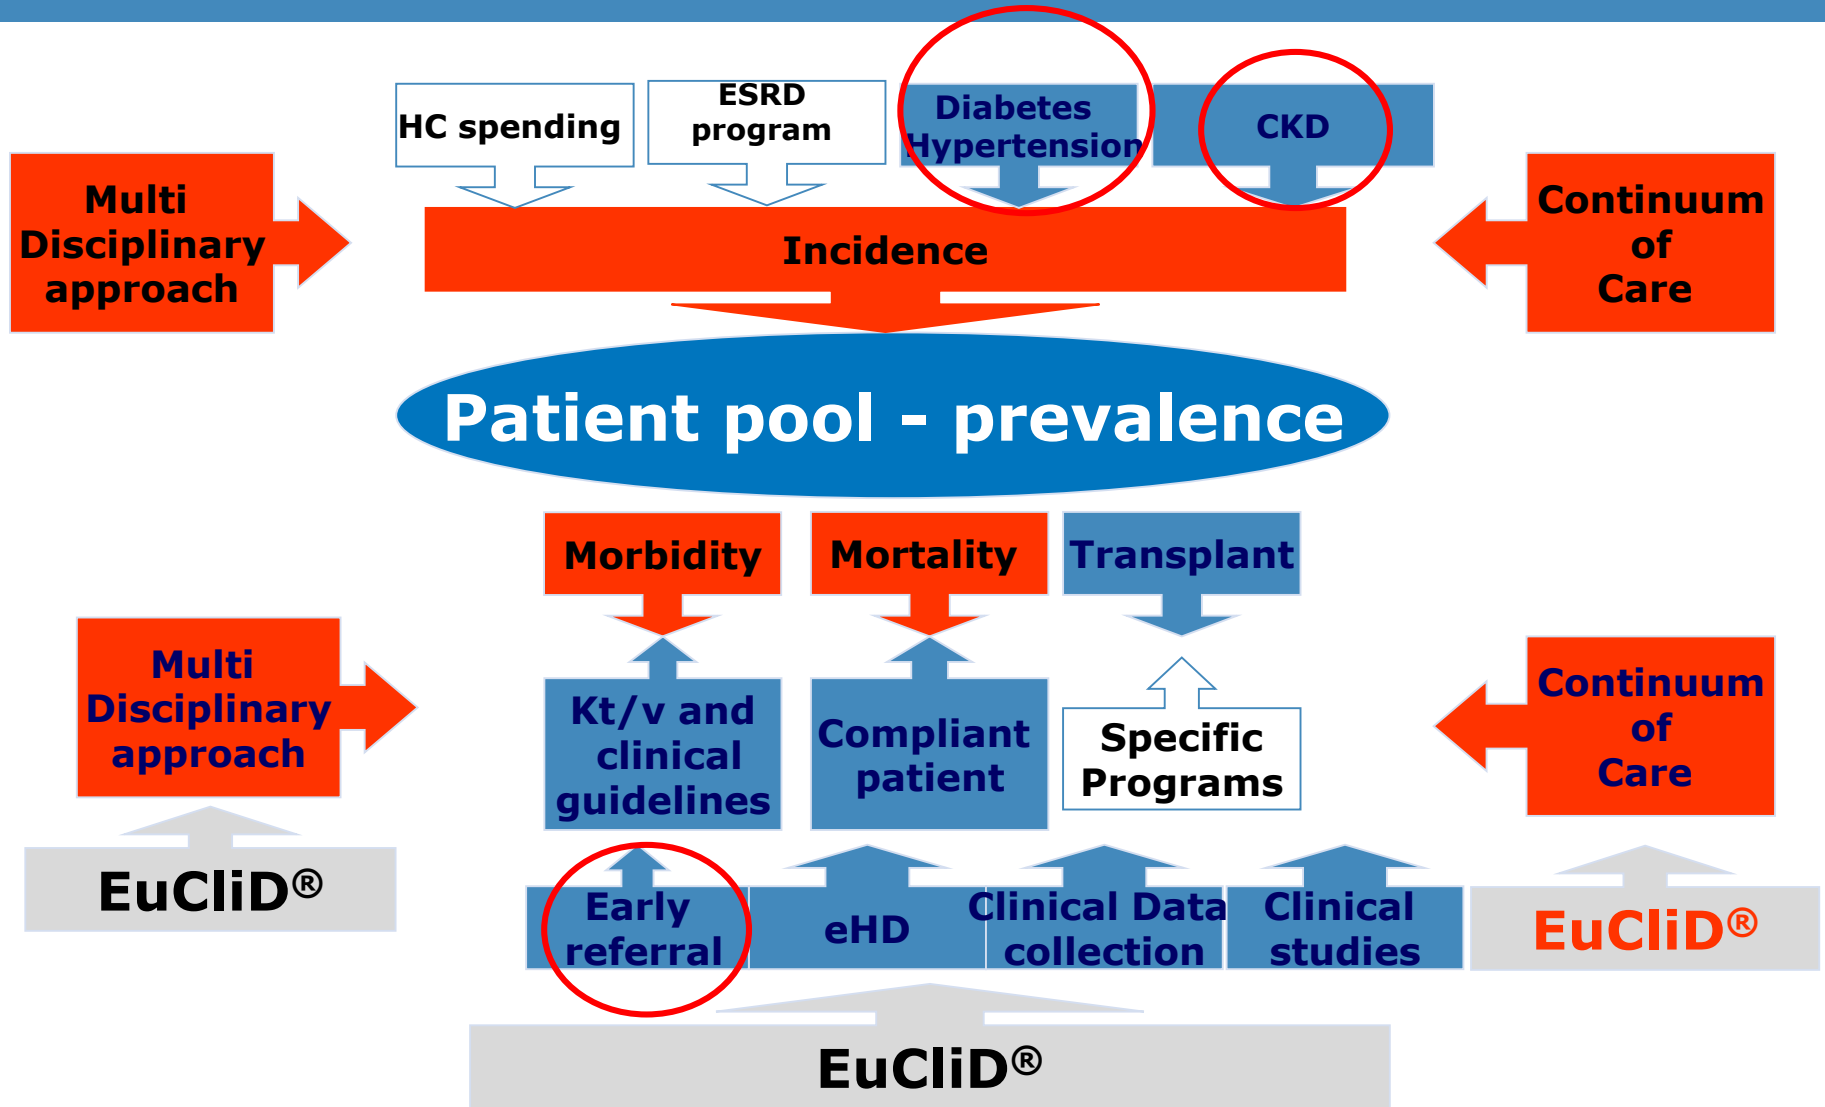 HC spending
ESRD
program
Diabetes
Hypertension
CKD
Multi
Disciplinary
approach
Incidence
Continuum
of
Care
Patient pool - prevalence
Morbidity
Mortality
Transplant
Multi
Disciplinary
approach
Kt/v and
clinical
guidelines
Compliant
patient
Specific
Programs
Continuum
of
Care
EuCliD®
Early
referral
eHD
Clinical Data
collection
Clinical
studies
EuCliD®
EuCliD®